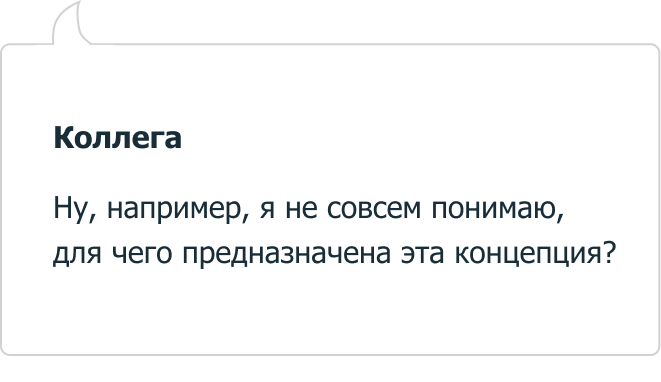 Коллега
Ну, например, я не совсем понимаю,
для чего предназначена эта концепция?